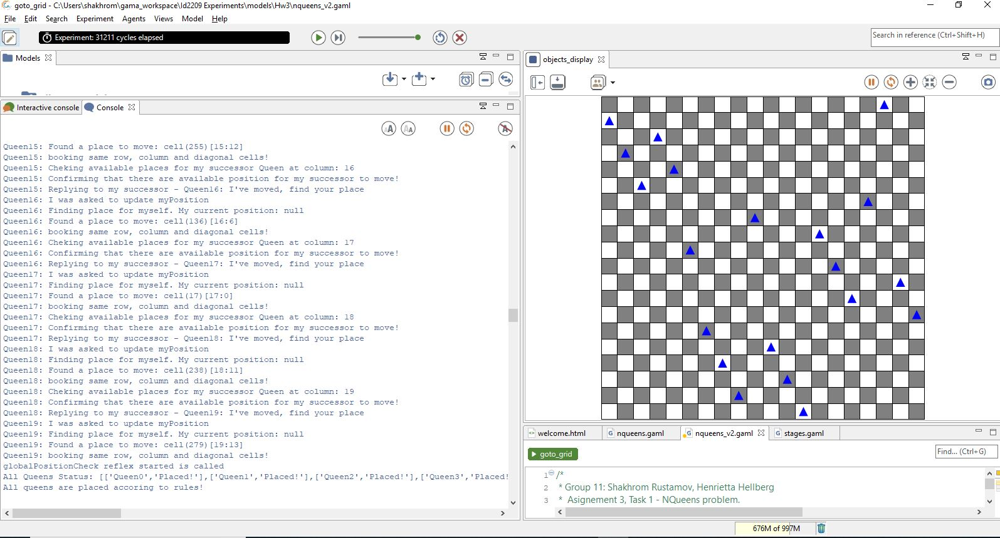 goto_grid - C:\Users\shakhrom\gama_workspace\Id2209 Experiments\models\Hw3\nqueens_v2.gaml
File Edit Search Experiment Agents Views Model Help
Experiment: 31211 cycles elapsed
Search in reference (Ctrl+Shift+H)
Models
Interactive console Console
Queen15: Found a place to move: cell(255)[15:12]
Queen15: booking same row, column and diagonal cells!
Queen15: Cheking available places for my successor Queen at column: 16
Queen15: Confirming that there are available position for my successor to move!
Queen15: Replying to my successor - Queen16: I've moved, find your place
Queen16: I was asked to update myPosition
Queen16: Finding place for myself. My current position: null
Queen16: Found a place to move: cell(136)[16:6]
Queen16: booking same row, column and diagonal cells!
Queen16: Cheking available places for my successor Queen at column: 17
Queen16: Confirming that there are available position for my successor to move!
Queen16: Replying to my successor - Queen17: I've moved, find your place
Queen17: I was asked to update myPosition
Queen17: Finding place for myself. My current position: null
Queen17: Found a place to move: cell(17)[17:0]
Queen17: booking same row, column and diagonal cells!
Queen17: Cheking available places for my successor Queen at column: 18
Queen17: Confirming that there are available position for my successor to move!
Queen17: Replying to my successor - Queen18: I've moved, find your place
Queen18: I was asked to update myPosition
Queen18: Finding place for myself. My current position: null
Queen18: Found a place to move: cell(238)[18:11]
Queen18: booking same row, column and diagonal cells!
Queen18: Cheking available places for my successor Queen at column: 19
Queen18: Confirming that there are available position for my successor to move!
Queen18: Replying to my successor - Queen19: I've moved, find your place
Queen19: I was asked to update myPosition
Queen19: Finding place for myself. My current position: null
Queen19: Found a place to move: cell(279)[19:13]
Queen19: booking same row, column and diagonal cells!
globalPositionCheck reflex started is called
All Queens Status: [['Queen0','Placed!'],['Queen1','Placed!'],['Queen2','Placed!'],['Queen3','Placed!
All queens are placed accoring to rules!
objects_display
welcome.html nqueens.gaml nqueens_v2.gaml stages.gaml
goto_grid
Find... (Ctrl+G)
1 /*
2 * Group 11: Shakhrom Rustamov, Henrietta Hellberg
3 * Asignement 3, Task 1 - NQueens problem.
676M of 997M